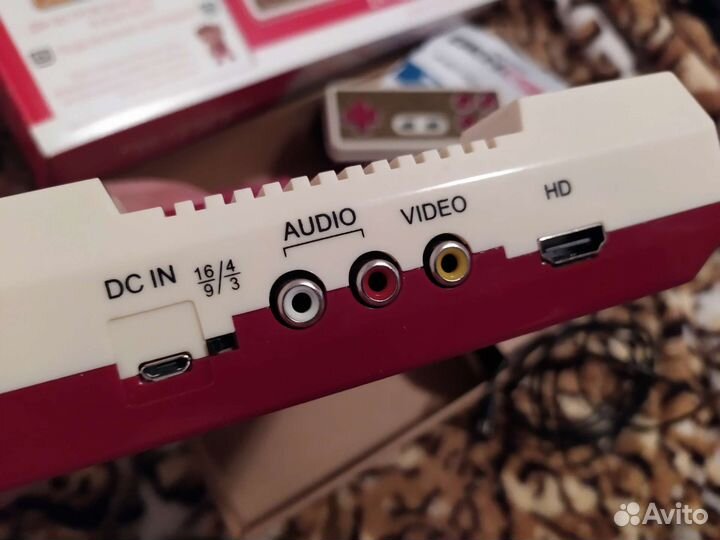 AUDIO
VIDEO
HD
DC IN
16/9 / 4/3
Avito